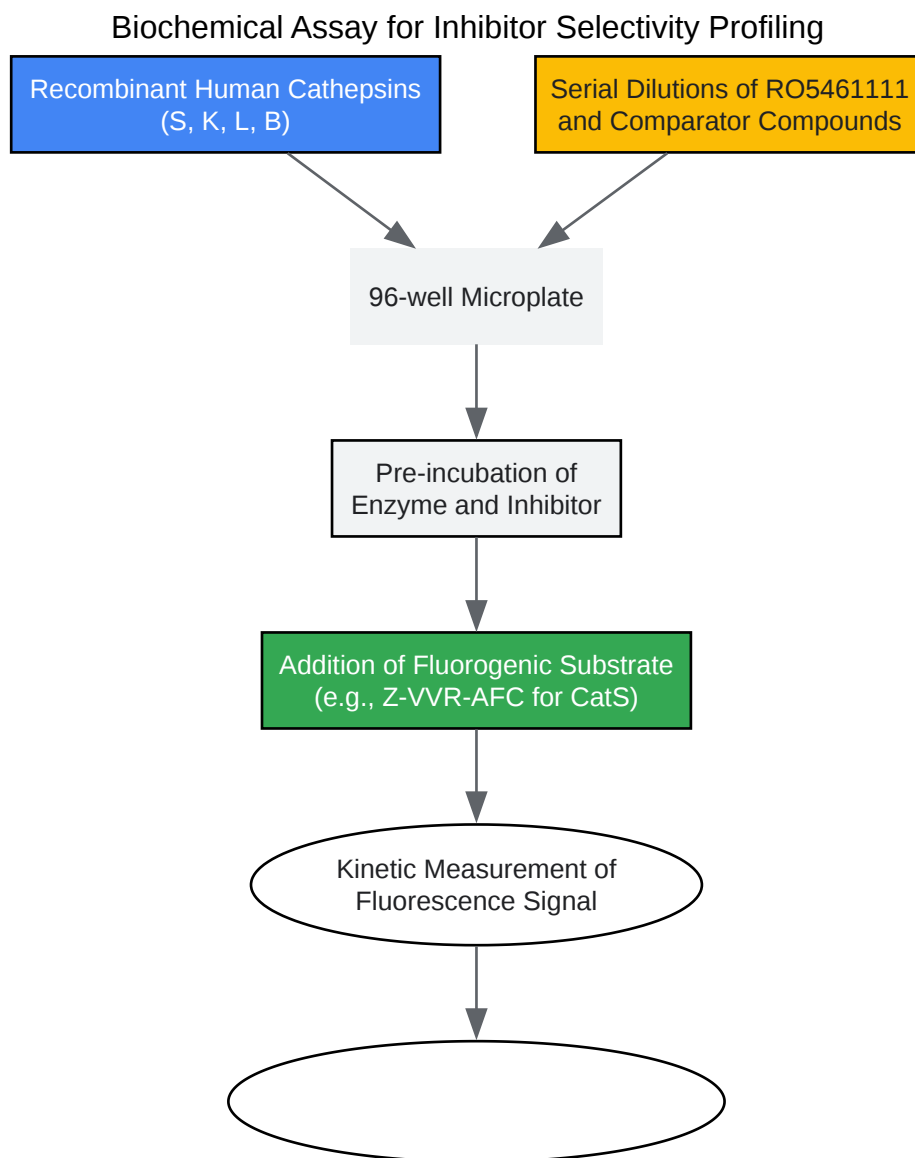 Biochemical Assay for Inhibitor Selectivity Profiling
Recombinant Human Cathepsins
(S, K, L, B)
Serial Dilutions of RO5461111
and Comparator Compounds
96-well Microplate
Pre-incubation of
Enzyme and Inhibitor
Addition of Fluorogenic Substrate
(e.g., Z-VVR-AFC for CatS)
Kinetic Measurement of
Fluorescence Signal